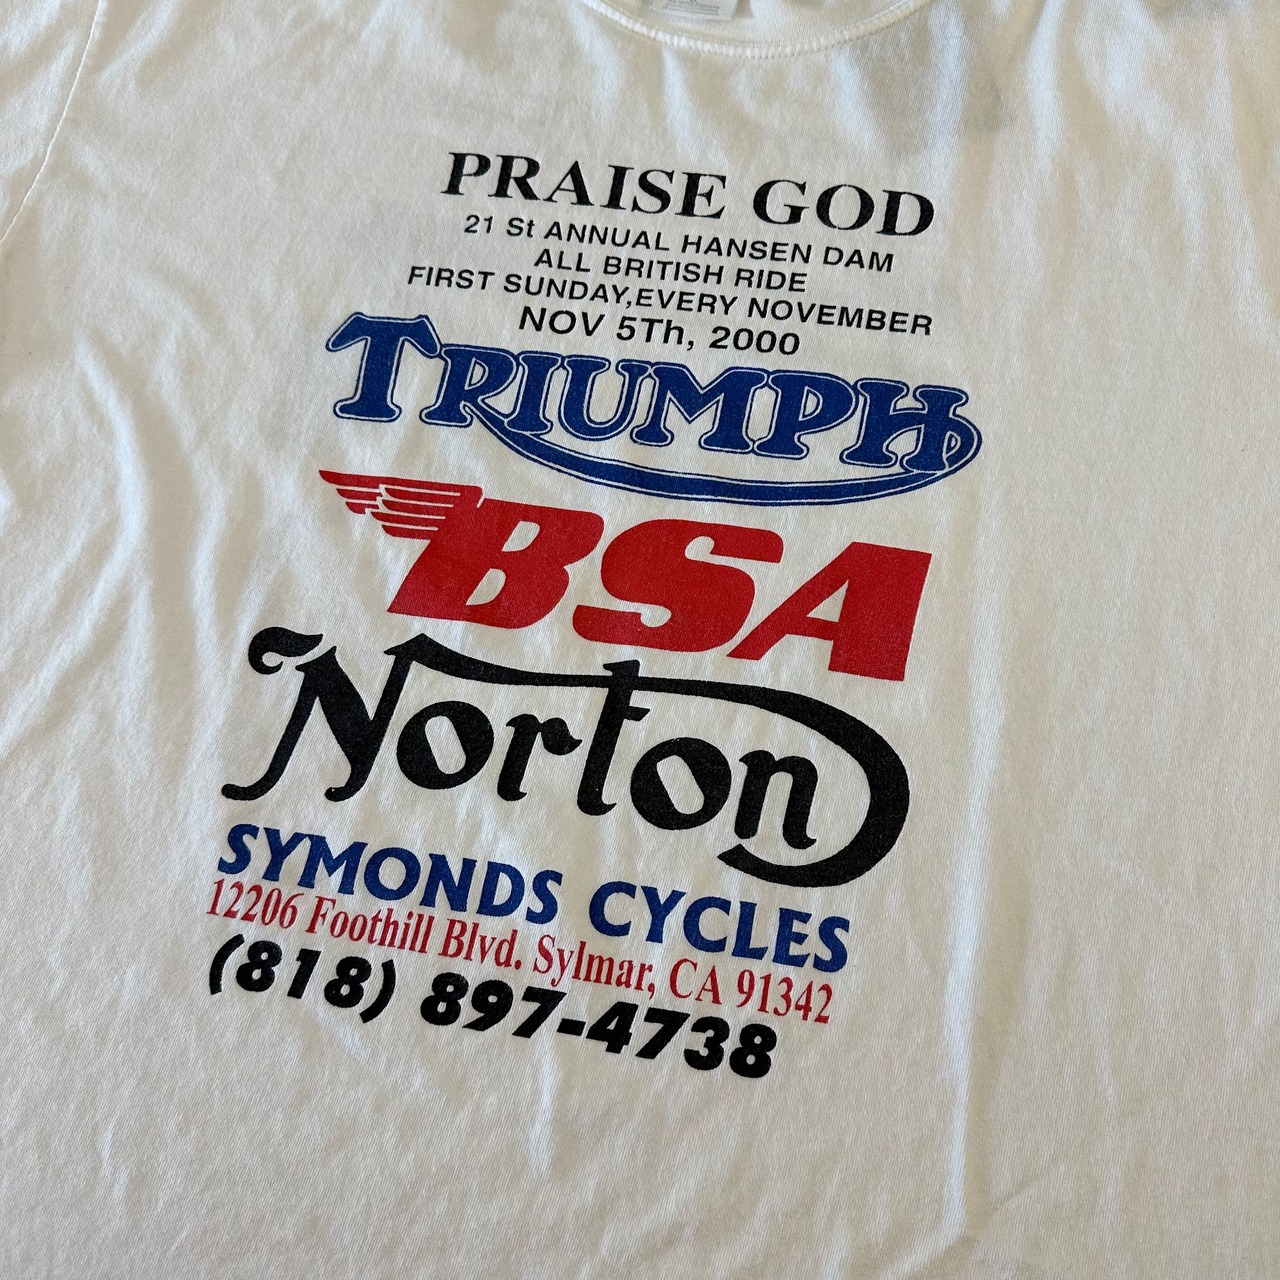 PRAISE GOD
21 St ANNUAL HANSEN DAM
ALL BRITISH RIDE
FIRST SUNDAY,EVERY NOVEMBER
NOV 5Th, 2000
TRIUMPH
BSA
Norton
SYMONDS CYCLES
12206 Foothill Blvd. Sylmar, CA 91342
(818) 897-4738